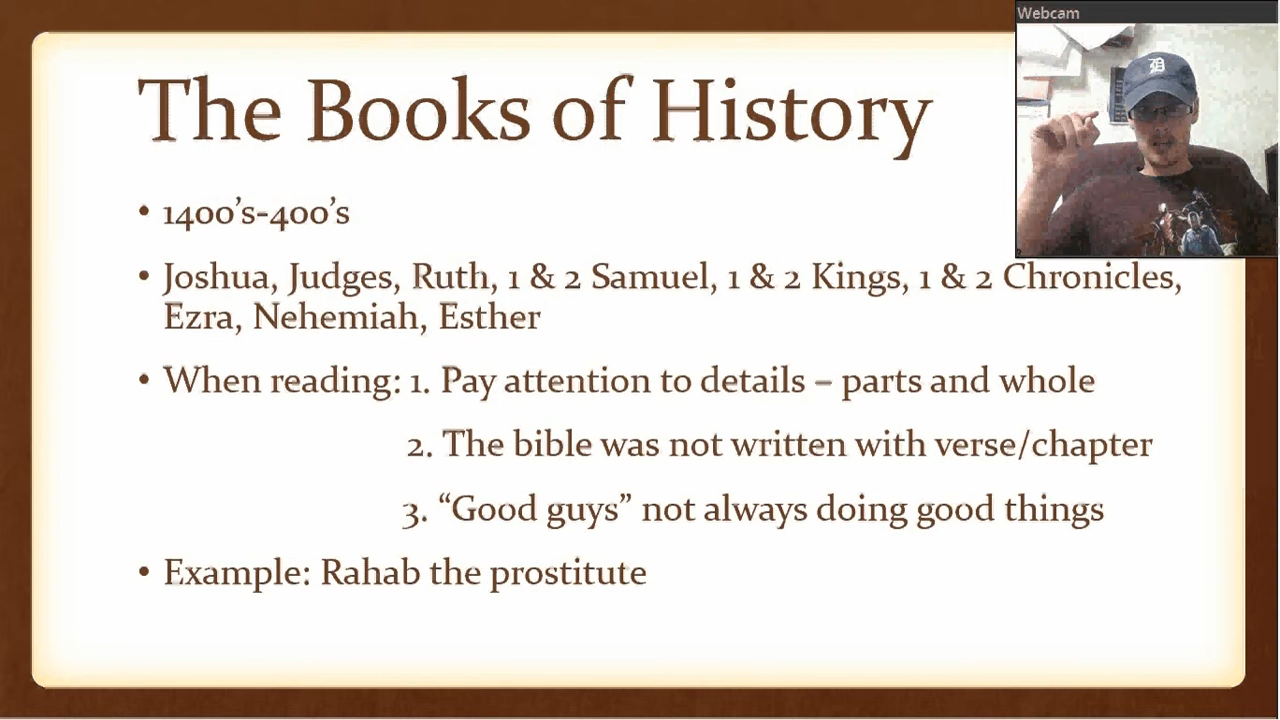 Webcam
The Books of History
• 1400’s-400’s
• Joshua, Judges, Ruth, 1 & 2 Samuel, 1 & 2 Kings, 1 & 2 Chronicles,
Ezra, Nehemiah, Esther
• When reading: 1. Pay attention to details – parts and whole
2. The bible was not written with verse/chapter
3. “Good guys” not always doing good things
• Example: Rahab the prostitute